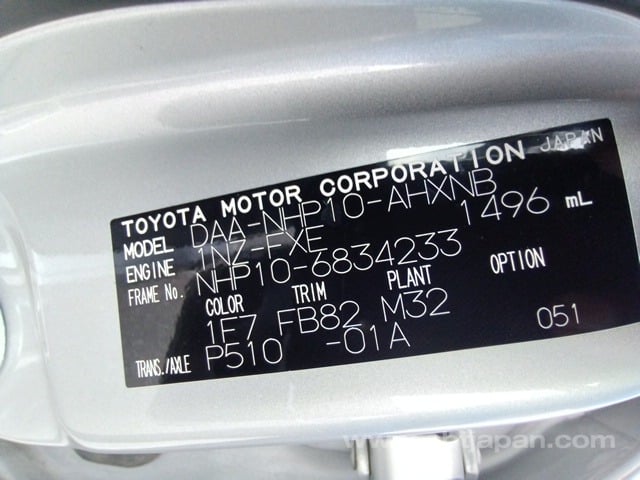 TOYOTA MOTOR CORPORATION JAPAN
MODEL DAA-NHP10-AHXNB
ENGINE 1NZ-FXE 1496 mL
FRAME No. NHP10-6834233
COLOR TRIM PLANT OPTION
1F7 FB82 M32
TRANS./AXLE P510 -01A 051